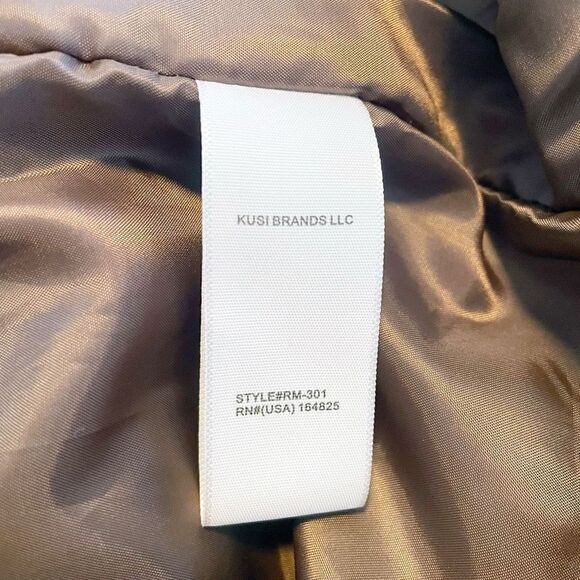 KUSI BRANDS LLC
STYLE#RM-301
RN#(USA) 164825